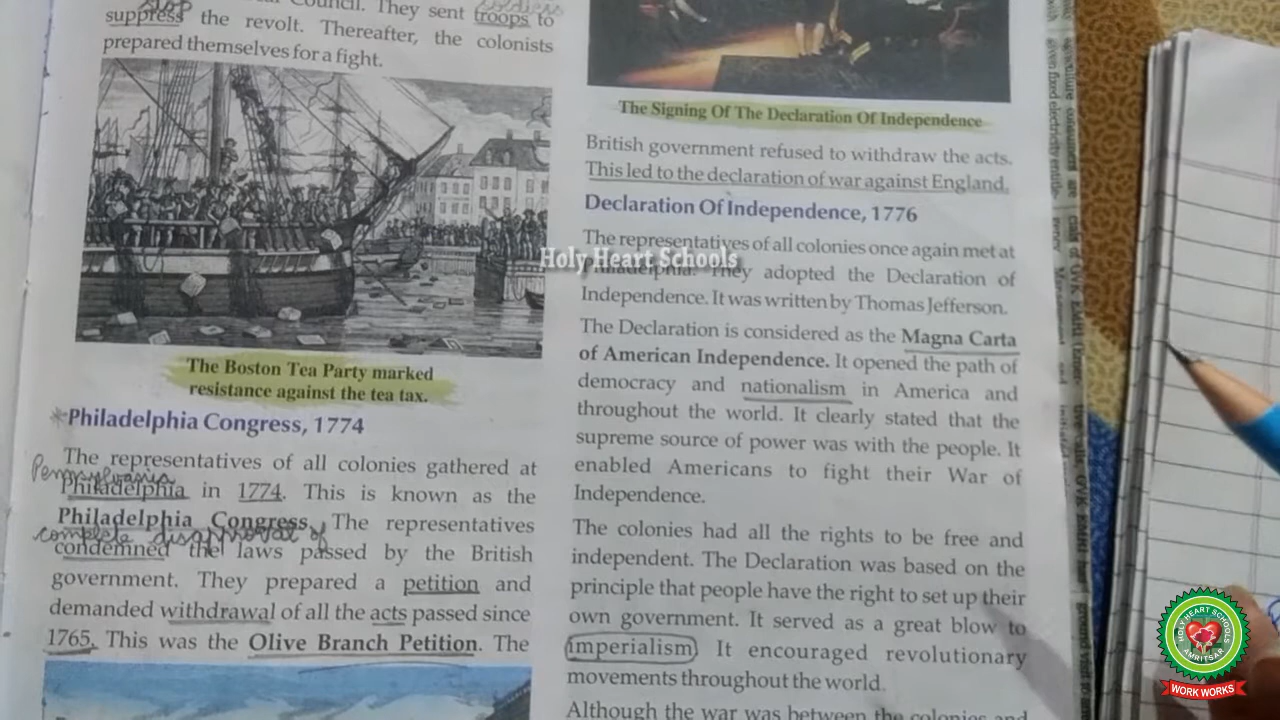 Council. They sent troops to
soldiers
stop
suppress the revolt. Thereafter, the colonists
prepared themselves for a fight.
The Boston Tea Party marked
resistance against the tea tax.
*Philadelphia Congress, 1774
The representatives of all colonies gathered at
Pennsylvania
Philadelphia in 1774. This is known as the
Philadelphia Congress. The representatives
complete disapproval of
condemned the laws passed by the British
government. They prepared a petition and
demanded withdrawal of all the acts passed since
1765. This was the Olive Branch Petition. The
The Signing Of The Declaration Of Independence
British government refused to withdraw the acts.
This led to the declaration of war against England.
Declaration Of Independence, 1776
The representatives of all colonies once again met at
Philadelphia. They adopted the Declaration of
Independence. It was written by Thomas Jefferson.
The Declaration is considered as the Magna Carta
of American Independence. It opened the path of
democracy and nationalism in America and
throughout the world. It clearly stated that the
supreme source of power was with the people. It
enabled Americans to fight their War of
Independence.
The colonies had all the rights to be free and
independent. The Declaration was based on the
principle that people have the right to set up their
own government. It served as a great blow to
imperialism. It encouraged revolutionary
movements throughout the world.
Although the war was between the colonies and
Holy Heart Schools
HOLY HEART SCHOOLS
AMRITSAR
WORK WORKS